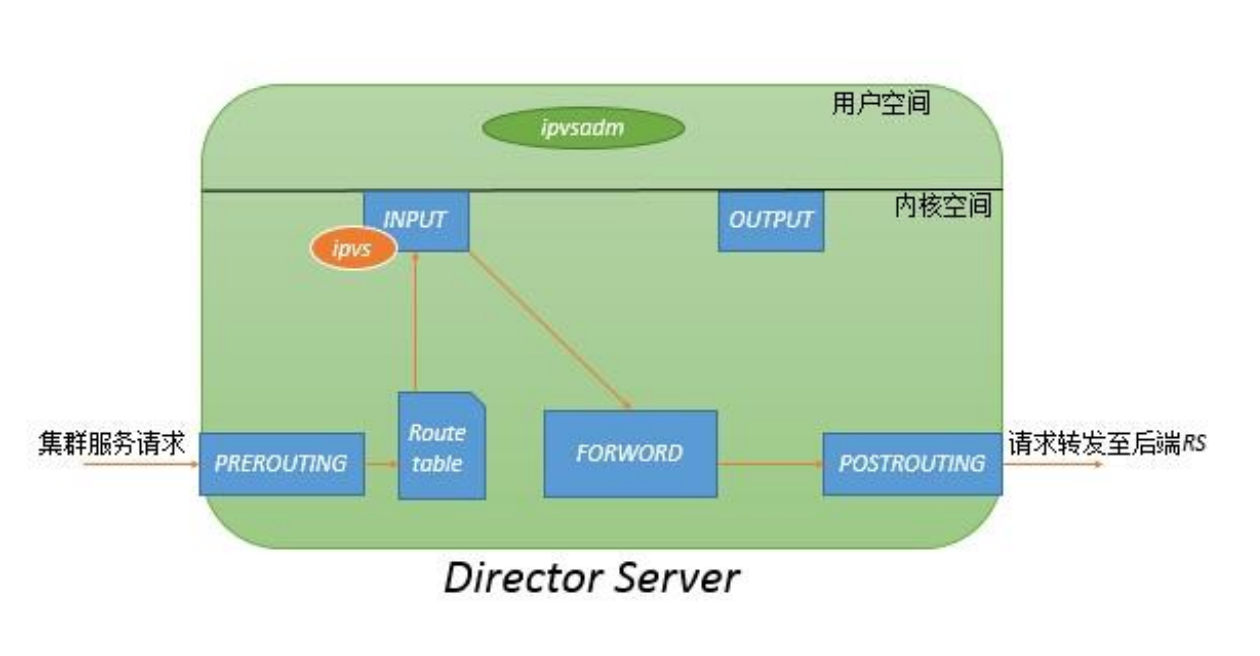 用户空间
ipvsadm
内核空间
INPUT
OUTPUT
ipvs
集群服务请求
Route
table
FORWORD
请求转发至后端RS
PREROUTING
POSTROUTING
Director Server